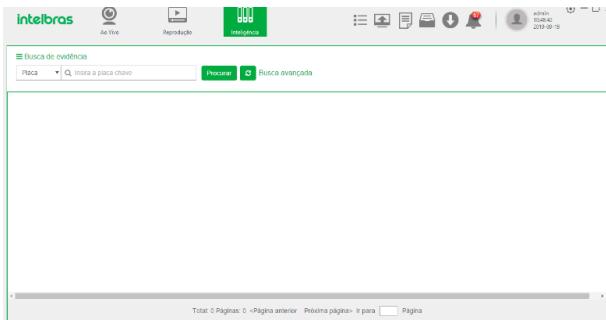 intelbras
Ao Vivo
Reprodução
Inteligência
admin
2019-09-19
Busca de evidência
Placa
Insira a placa chave
Procurar
Busca avançada
Total: 0 Páginas: 0 <Página anterior Próxima página> Ir para Página